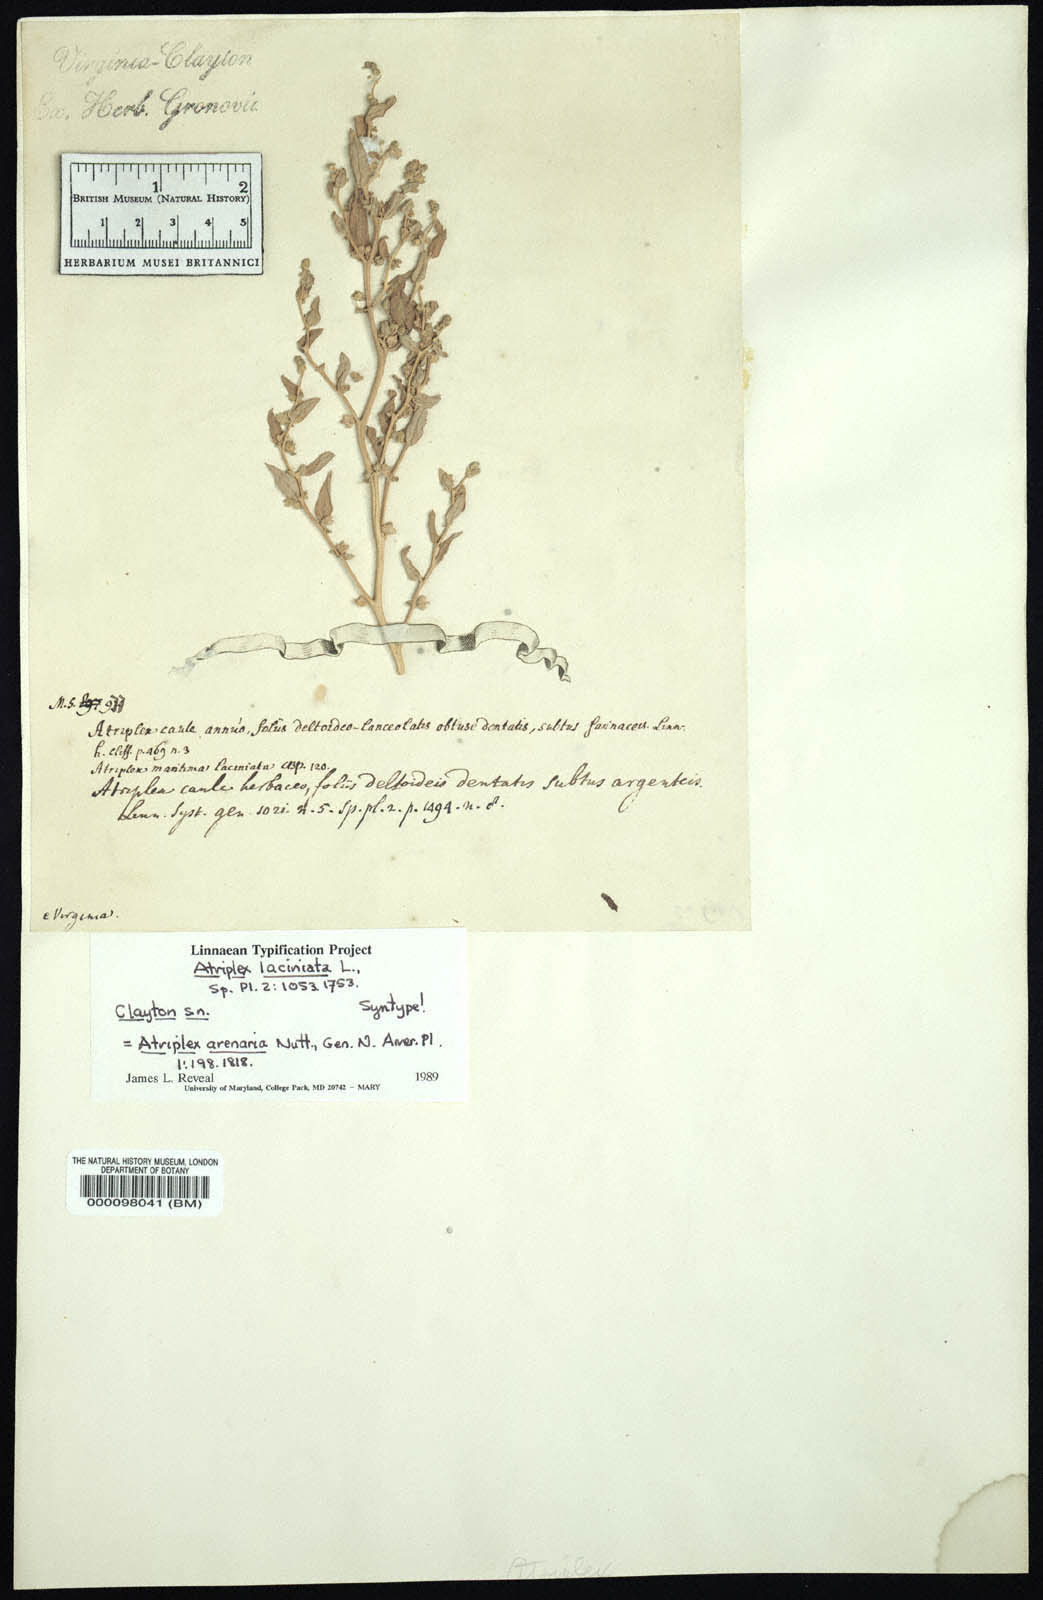 Virginia-Clayton
Ex. Herb. Gronovii
1 2
BRITISH MUSEUM (NATURAL HISTORY)
1 2 3 4 5
HERBARIUM MUSEI BRITANNICI
M.S.
Atriplex caule annuo, foliis deltoideo-lanceolatis obtuse dentatis, subtus farinaceis. Linn.
h. Cliff. p. 469 n. 3
Atriplex maritima laciniata CBp. 120.
Atriplex caule herbaceo, foliis deltoideis dentatis subtus argenteis.
Linn. Syst. gen. 1021. n. 5. Sp. pl. 2. p. 1494. n. 8.
e Virginia.
Linnaean Typification Project
Atriplex laciniata L.,
Sp. Pl. 2: 1053. 1753.
Clayton s.n. Syntype!
= Atriplex arenaria Nutt., Gen. N. Amer. Pl.
1: 198. 1818.
James L. Reveal 1989
University of Maryland, College Park, MD 20742 – MARY
THE NATURAL HISTORY MUSEUM, LONDON
DEPARTMENT OF BOTANY
000098041 (BM)
Atriplex